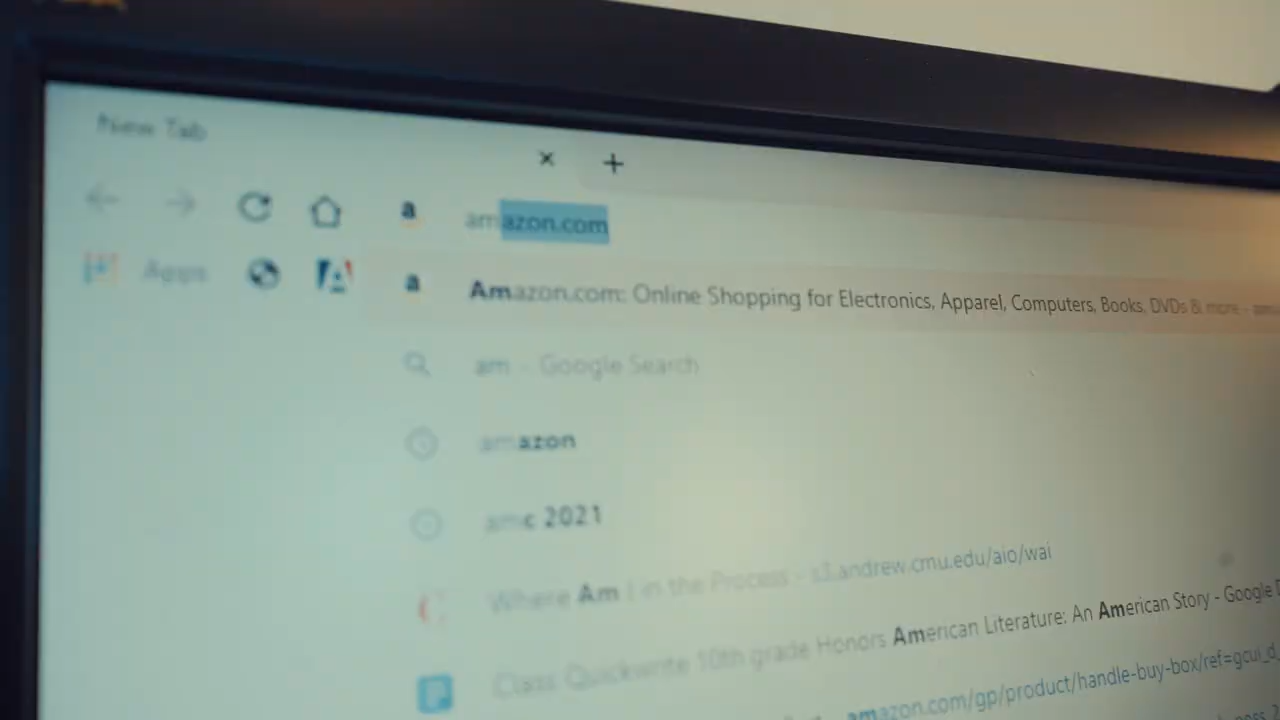 New Tab
amazon.com
Apps
Amazon.com: Online Shopping for Electronics, Apparel, Computers, Books, DVDs & more -
am - Google Search
amazon
amc 2021
Where Am I in the Process - s3.andrew.cmu.edu/aio/wai
Class Quickwrite 10th grade Honors American Literature: An American Story - Google
amazon.com/gp/product/handle-buy-box/ref=gcui_d_